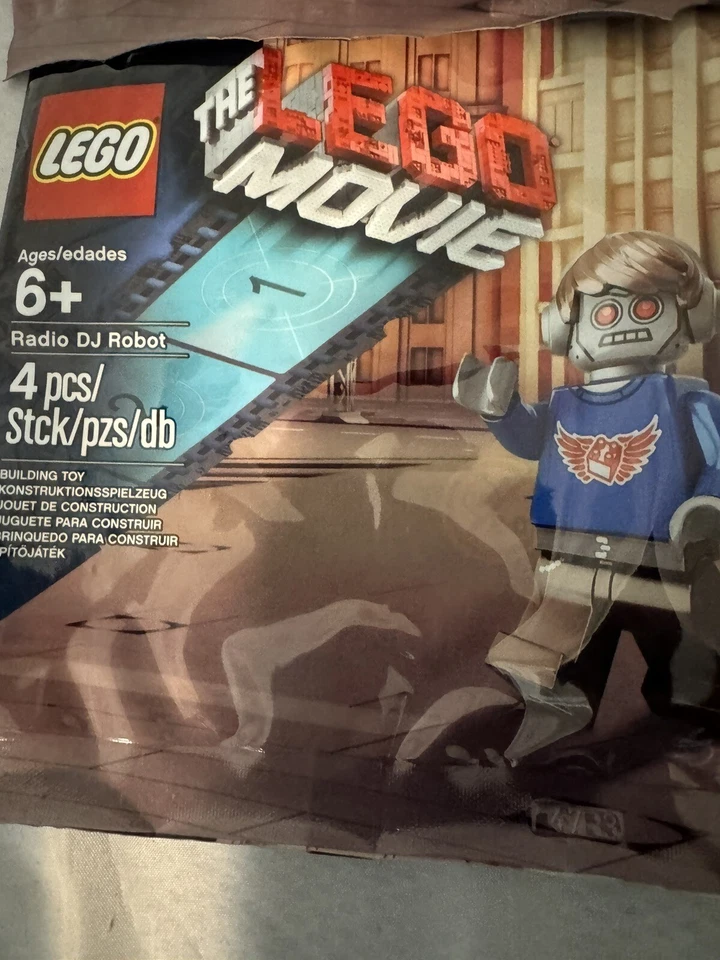 LEGO
THE LEGO
MOVIE
1
Ages/edades
6+
Radio DJ Robot
4 pcs/
Stck/pzs/db
BUILDING TOY
KONSTRUKTIONSSPIELZEUG
JOUET DE CONSTRUCTION
JUGUETE PARA CONSTRUIR
BRINQUEDO PARA CONSTRUIR
ÉPÍTŐJÁTÉK